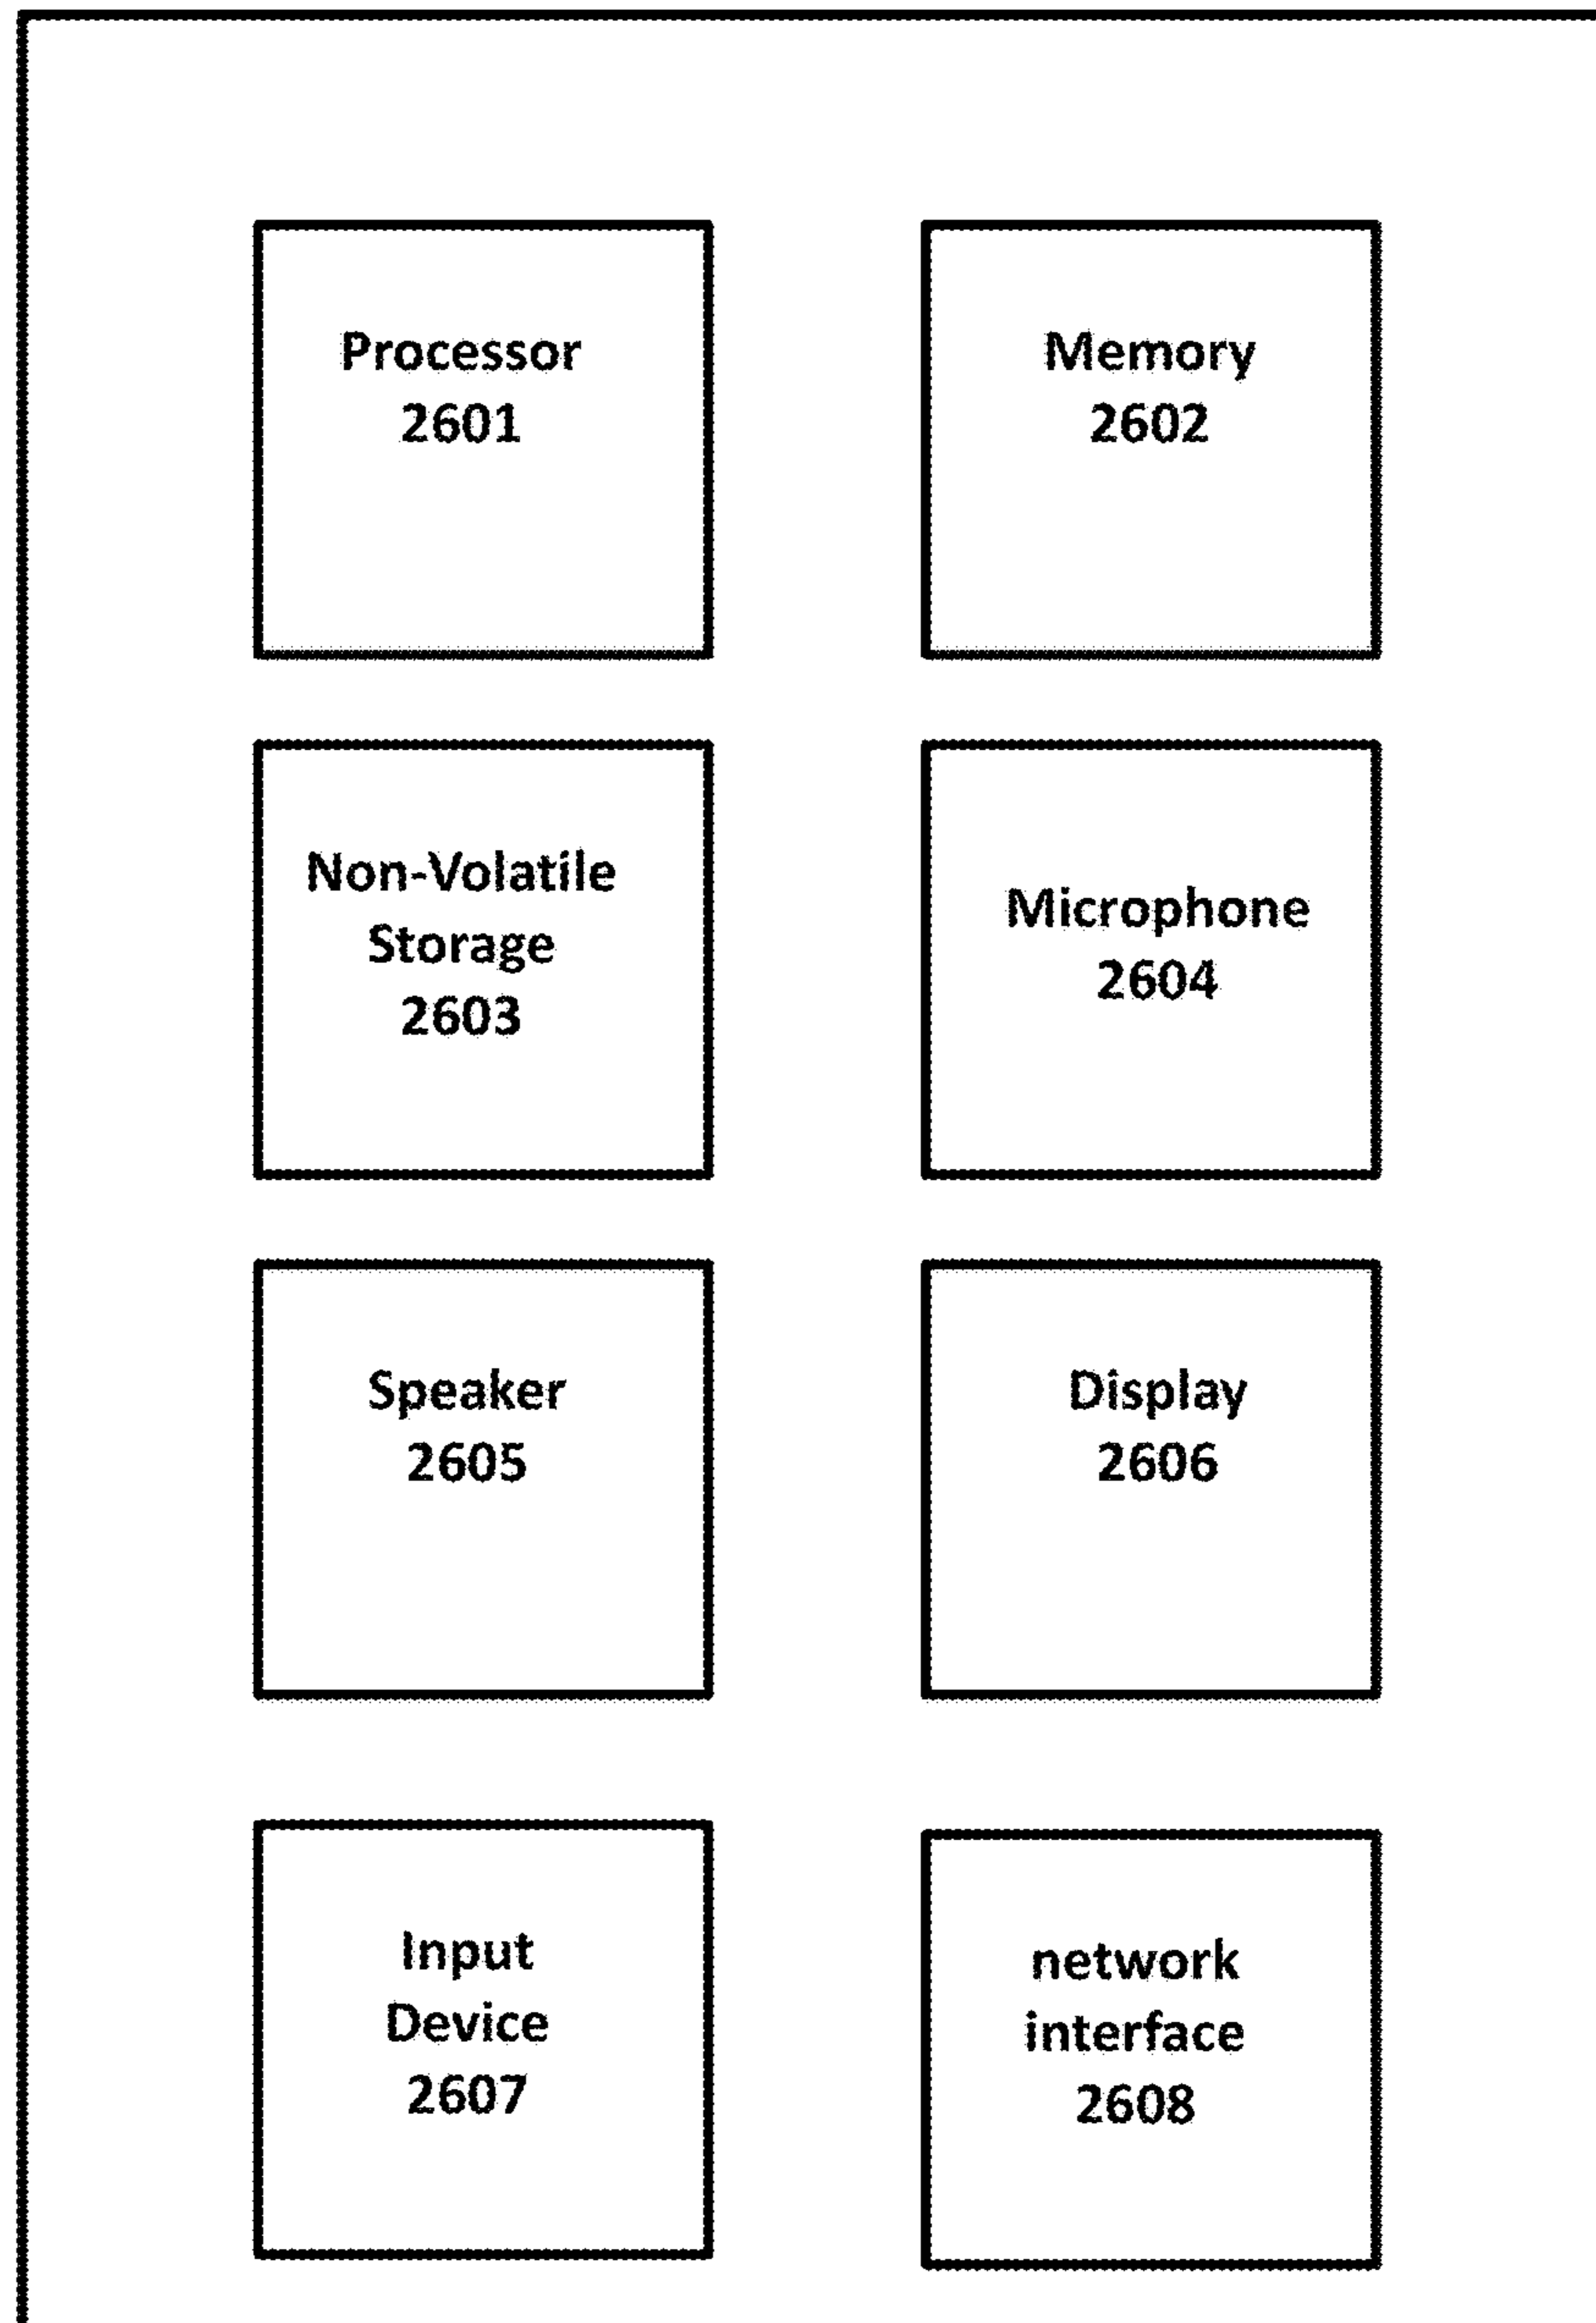 Processor
2601
Memory
2602
Non-Volatile
Storage
2603
Microphone
2604
Speaker
2605
Display
2606
Input
Device
2607
network
interface
2608